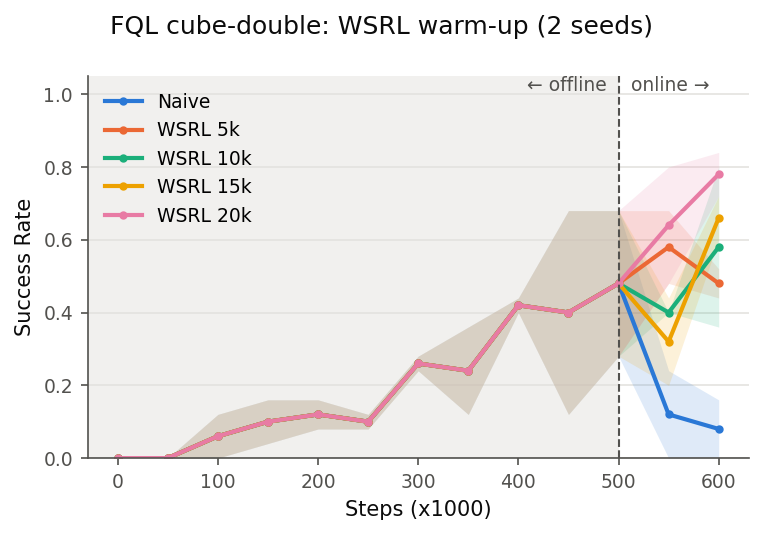 FQL cube-double: WSRL warm-up (2 seeds)
← offline
online →
Naive
WSRL 5k
WSRL 10k
WSRL 15k
WSRL 20k
Success Rate
1.0
0.8
0.6
0.4
0.2
0.0
0 100 200 300 400 500 600
Steps (x1000)